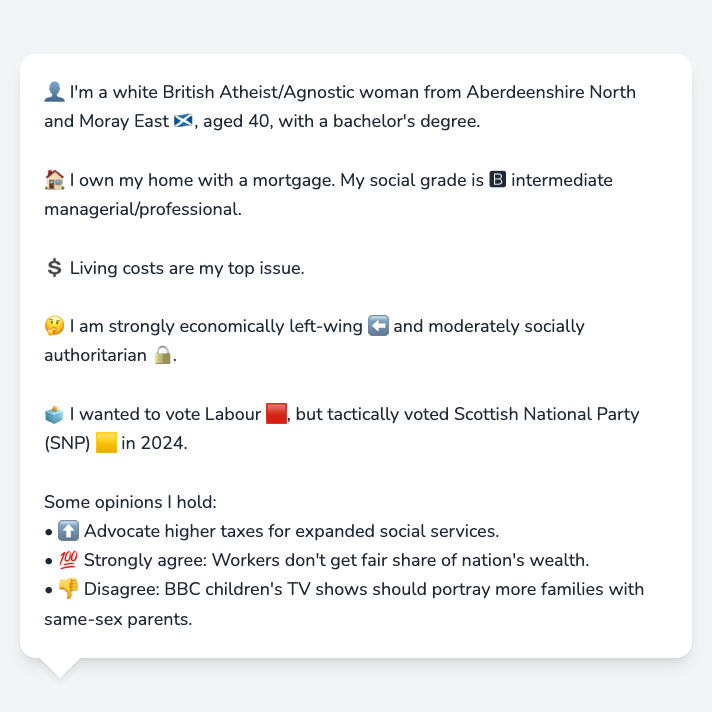 👤 I'm a white British Atheist/Agnostic woman from Aberdeenshire North
and Moray East 🏴󠁧󠁢󠁳󠁣󠁴󠁿, aged 40, with a bachelor's degree.
🏠 I own my home with a mortgage. My social grade is 🅱 intermediate
managerial/professional.
💲 Living costs are my top issue.
🤔 I am strongly economically left-wing ⬅️ and moderately socially
authoritarian 🔒.
🗳️ I wanted to vote Labour 🟥, but tactically voted Scottish National Party
(SNP) 🟨 in 2024.
Some opinions I hold:
• ⬆️ Advocate higher taxes for expanded social services.
• 💯 Strongly agree: Workers don't get fair share of nation's wealth.
• 👎 Disagree: BBC children's TV shows should portray more families with
same-sex parents.